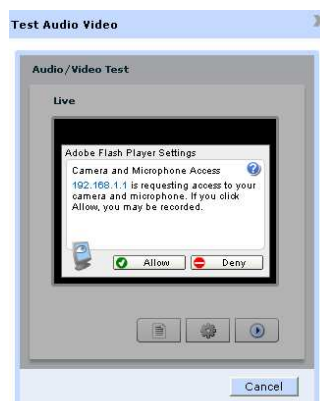 Test Audio Video
Audio/Video Test
Live
Adobe Flash Player Settings
Camera and Microphone Access
192.168.1.1 is requesting access to your
camera and microphone. If you click
Allow, you may be recorded.
Allow
Deny
Cancel